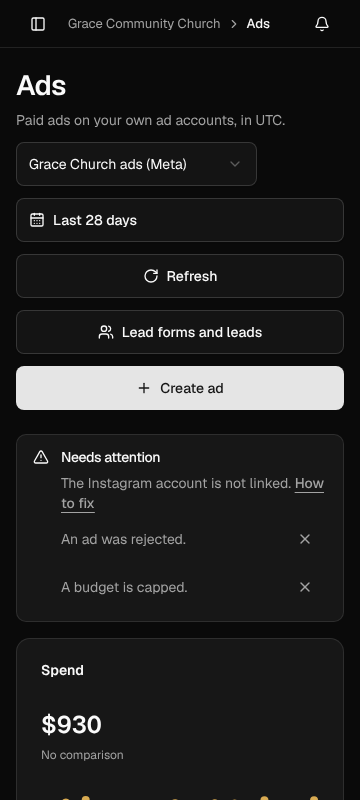 Grace Community Church > Ads
Ads
Paid ads on your own ad accounts, in UTC.
Grace Church ads (Meta)
Last 28 days
Refresh
Lead forms and leads
Create ad
Needs attention
The Instagram account is not linked. How
to fix
An ad was rejected.
A budget is capped.
Spend
$930
No comparison